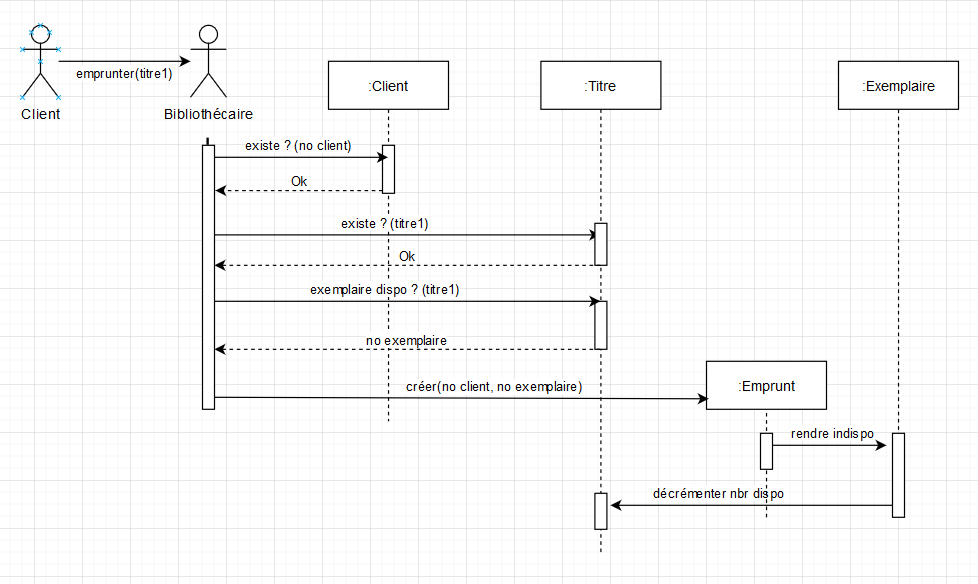 emprunter(titre1)
Client
Bibliothécaire
:Client
:Titre
:Exemplaire
existe ? (no client)
Ok
existe ? (titre1)
Ok
exemplaire dispo ? (titre1)
no exemplaire
créer(no client, no exemplaire)
:Emprunt
rendre indispo
décrémenter nbr dispo